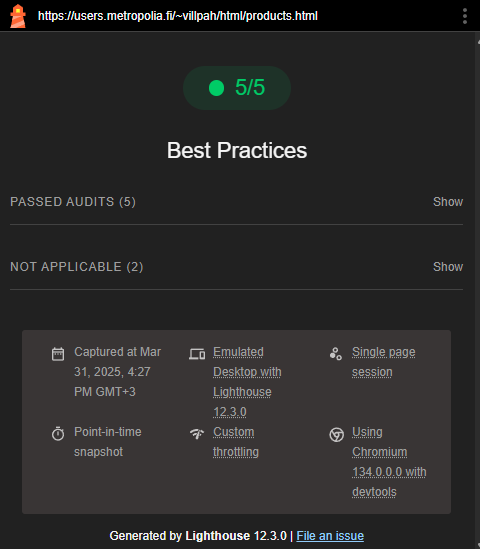 https://users.metropolia.fi/~villpah/html/products.html
5/5
Best Practices
PASSED AUDITS (5)
Show
NOT APPLICABLE (2)
Show
Captured at Mar
31, 2025, 4:27
PM GMT+3
Emulated
Desktop with
Lighthouse
12.3.0
Single page
session
Point-in-time
snapshot
Custom
throttling
Using
Chromium
134.0.0.0 with
devtools
Generated by Lighthouse 12.3.0 | File an issue